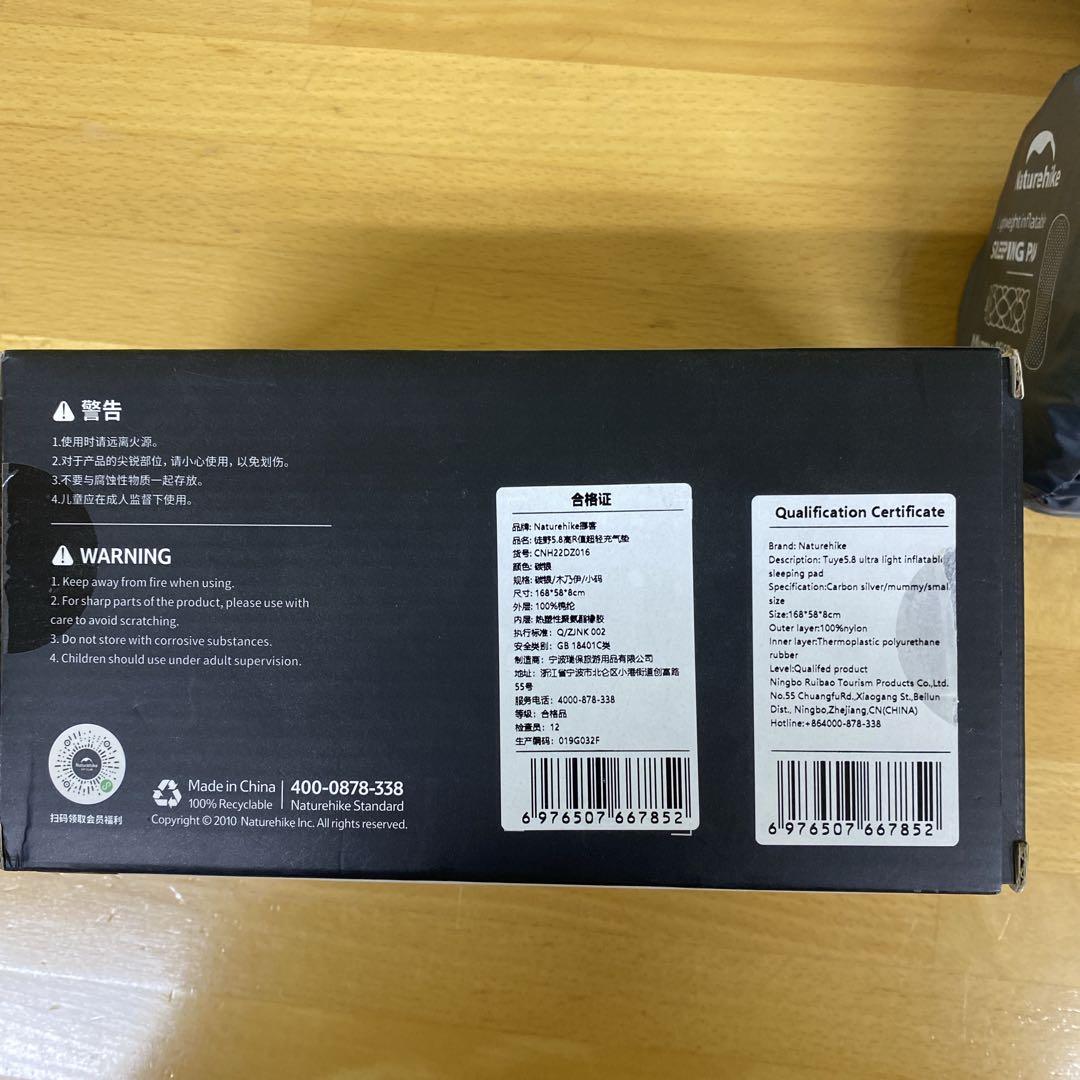 警告
1.使用时请远离火源。
2.对于产品的尖锐部位，请小心使用，以免划伤。
3.不要与腐蚀性物质一起存放。
4.儿童应在成人监督下使用。
WARNING
1. Keep away from fire when using.
2. For sharp parts of the product, please use with
care to avoid scratching.
3. Do not store with corrosive substances.
4. Children should use under adult supervision.
Naturehike
扫码领取会员福利
Made in China
100% Recyclable
400-0878-338
Naturehike Standard
Copyright © 2010 Naturehike Inc. All rights reserved.
合格证
品牌: Naturehike挪客
品名: 徒野5.8高R值超轻充气垫
货号: CNH22DZ016
颜色: 碳银
规格: 碳银/木乃伊/小码
尺寸: 168*58*8cm
外层: 100%锦纶
内层: 热塑性聚氨酯橡胶
执行标准: Q/ZJNK 002
安全类别: GB 18401C类
制造商: 宁波瑞保旅游用品有限公司
地址: 浙江省宁波市北仑区小港街道创富路
55号
服务电话: 4000-878-338
等级: 合格品
检查员: 12
生产编码: 019G032F
6 976507 667852
Qualification Certificate
Brand: Naturehike
Description: Tuye5.8 ultra light inflatable
sleeping pad
Specification:Carbon silver/mummy/smal
size
Size:168*58*8cm
Outer layer:100%nylon
Inner layer:Thermoplastic polyurethane
rubber
Level:Qualifed product
Ningbo Ruibao Tourism Products Co.,Ltd.
No.55 ChuangfuRd.,Xiaogang St.,Beilun
Dist., Ningbo,Zhejiang,CN(CHINA)
Hotline:+864000-878-338
6 976507 667852
Naturehike
Lightweight inflatable
SLEEPING PAD